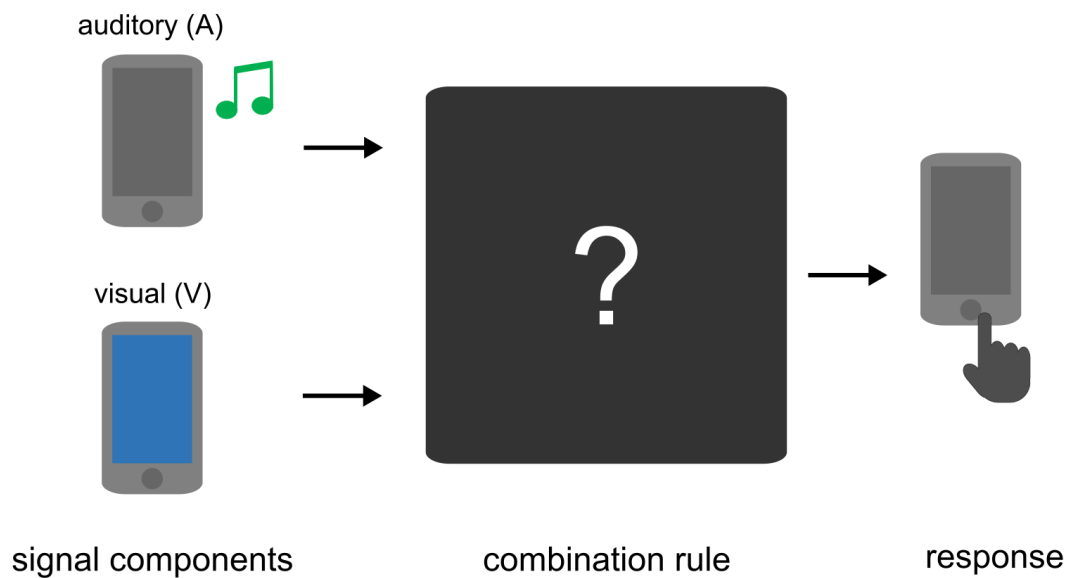 auditory (A)
visual (V)
?
signal components
combination rule
response